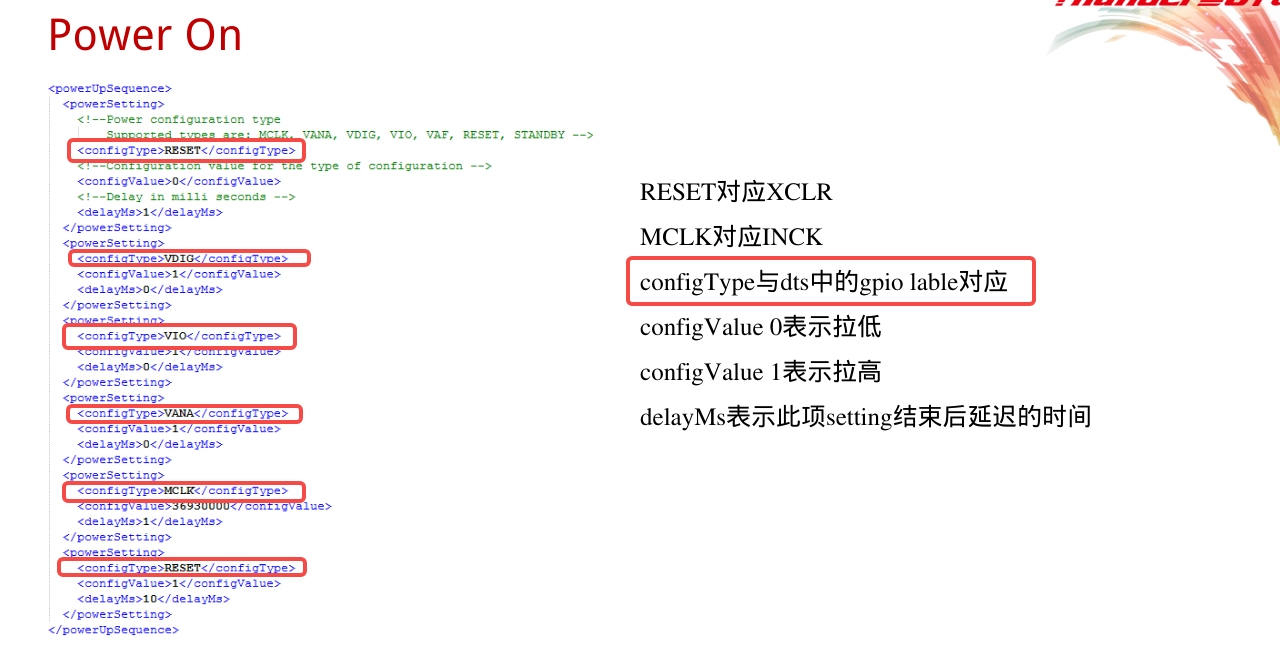 Power On
<powerUpSequence>
<powerSetting>
<!--Power configuration type
Supported types are: MCLK, VANA, VDIG, VIO, VAF, RESET, STANDBY -->
<configType>RESET</configType>
<!--Configuration value for the type of configuration -->
<configValue>0</configValue>
<!--Delay in milli seconds -->
<delayMs>1</delayMs>
</powerSetting>
<powerSetting>
<configType>VDIG</configType>
<configValue>1</configValue>
<delayMs>0</delayMs>
</powerSetting>
<powerSetting>
<configType>VIO</configType>
<configValue>1</configValue>
<delayMs>0</delayMs>
</powerSetting>
<powerSetting>
<configType>VANA</configType>
<configValue>1</configValue>
<delayMs>0</delayMs>
</powerSetting>
<powerSetting>
<configType>MCLK</configType>
<configValue>36930000</configValue>
<delayMs>1</delayMs>
</powerSetting>
<powerSetting>
<configType>RESET</configType>
<configValue>1</configValue>
<delayMs>10</delayMs>
</powerSetting>
</powerUpSequence>
RESET对应XCLR
MCLK对应INCK
configType与dts中的gpio lable对应
configValue 0表示拉低
configValue 1表示拉高
delayMs表示此项setting结束后延迟的时间